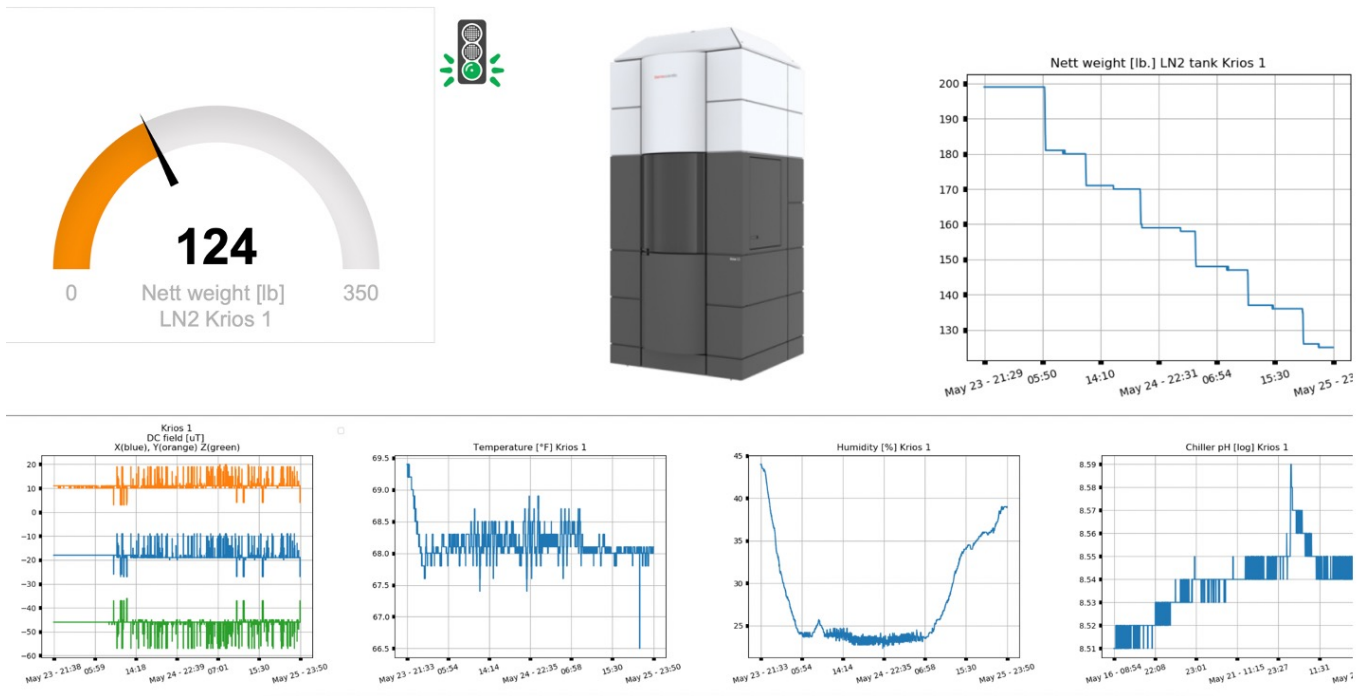 124
0
Nett weight [lb]
350
LN2 Krios 1
Nett weight [lb.] LN2 tank Krios 1
200
190
180
170
160
150
140
130
May 23 - 21:29
05:50
14:10
May 24 - 22:31
06:54
15:30
May 25 - 23
Krios 1
DC field [uT]
X(blue), Y(orange) Z(green)
20
10
0
−10
−20
−30
−40
−50
−60
May 23 - 21:38
05:59
14:18
May 24 - 22:39
07:01
15:30
May 25 - 23:50
Temperature [°F] Krios 1
69.5
69.0
68.5
68.0
67.5
67.0
66.5
May 23 - 21:33
05:54
14:14
May 24 - 22:35
06:58
15:30
May 25 - 23:50
Humidity [%] Krios 1
45
40
35
30
25
May 23 - 21:33
05:54
14:14
May 24 - 22:35
06:58
15:30
May 25 - 23:50
Chiller pH [log] Krios 1
8.59
8.58
8.57
8.56
8.55
8.54
8.53
8.52
8.51
May 16 - 08:54
22:08
23:01
May 21 - 11:15
23:27
11:31